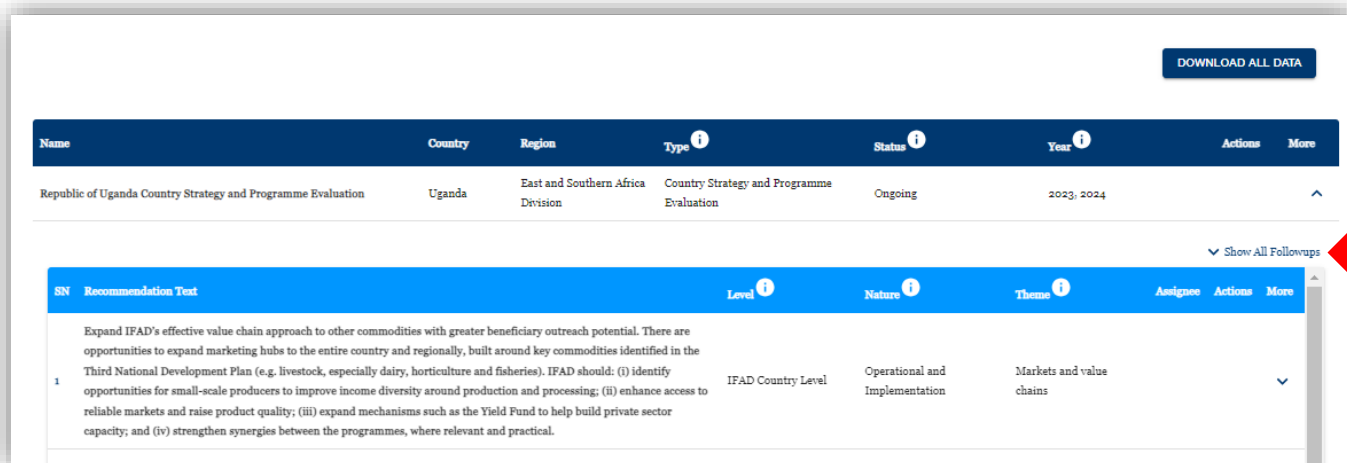 DOWNLOAD ALL DATA
Name Country Region Type i Status i Year i Actions More
Republic of Uganda Country Strategy and Programme Evaluation Uganda East and Southern Africa Division Country Strategy and Programme Evaluation Ongoing 2023, 2024
Show All Followups
SN Recommendation Text Level i Nature i Theme i Assignee Actions More
1
Expand IFAD's effective value chain approach to other commodities with greater beneficiary outreach potential. There are
opportunities to expand marketing hubs to the entire country and regionally, built around key commodities identified in the
Third National Development Plan (e.g. livestock, especially dairy, horticulture and fisheries). IFAD should: (i) identify
opportunities for small-scale producers to improve income diversity around production and processing; (ii) enhance access to
reliable markets and raise product quality; (iii) expand mechanisms such as the Yield Fund to help build private sector
capacity; and (iv) strengthen synergies between the programmes, where relevant and practical.
IFAD Country Level
Operational and
Implementation
Markets and value
chains